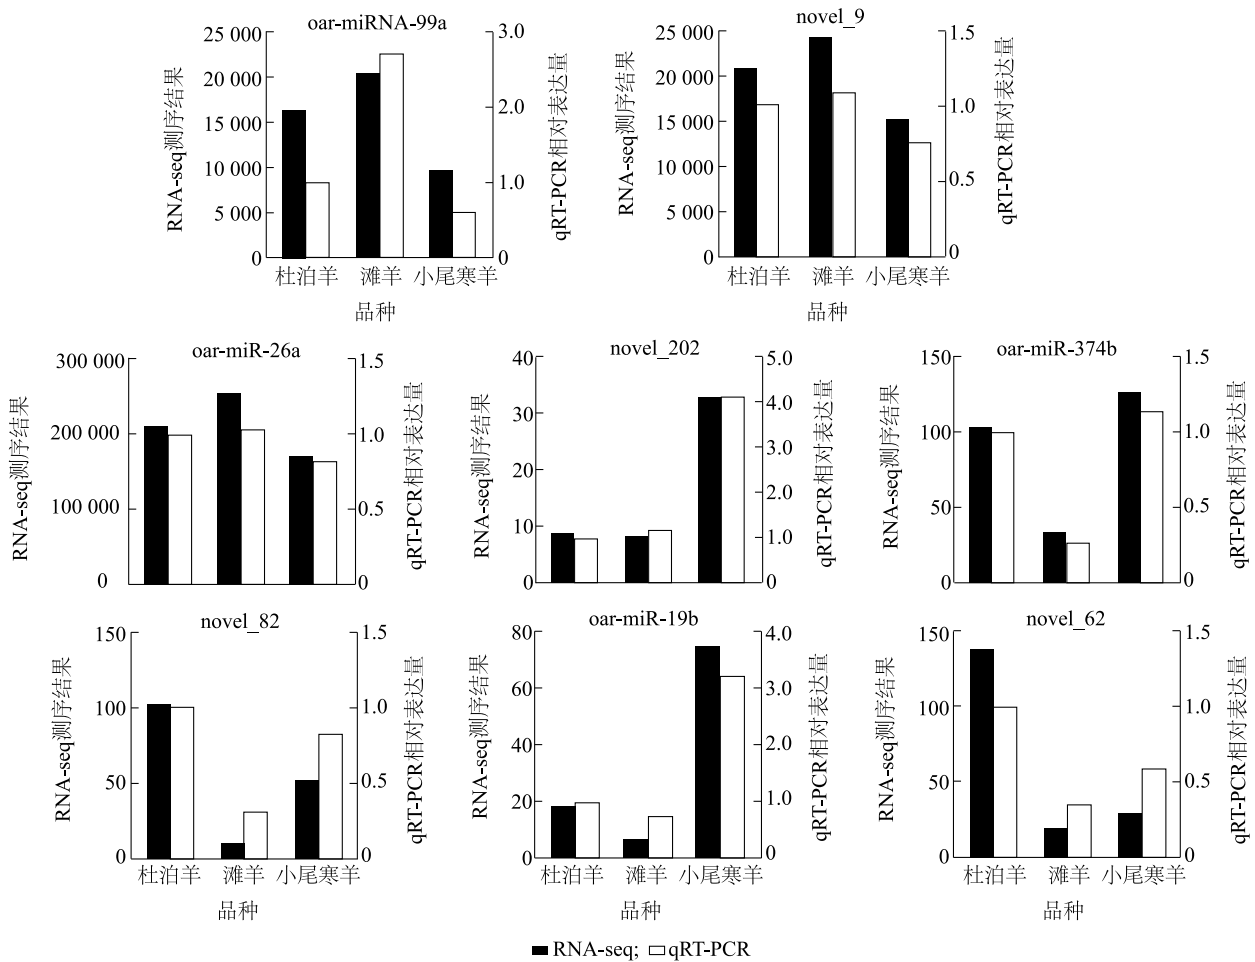 oar-miRNA-99a
RNA-seq测序结果
25 000
20 000
15 000
10 000
5 000
0
3.0
2.0
1.0
0
qRT-PCR相对表达量
杜泊羊 滩羊 小尾寒羊
品种
novel_9
RNA-seq测序结果
25 000
20 000
15 000
10 000
25 000
0
1.5
1.0
0.5
0
qRT-PCR相对表达量
杜泊羊 滩羊 小尾寒羊
品种
oar-miR-26a
RNA-seq测序结果
300 000
200 000
100 000
0
1.5
1.0
0.5
0
qRT-PCR相对表达量
novel_202
RNA-seq测序结果
40
30
30
20
10
0
5.0
4.0
3.0
2.0
1.0
0
qRT-PCR相对表达量
oar-miR-374b
RNA-seq测序结果
150
100
50
0
1.5
1.0
0.5
0
qRT-PCR相对表达量
novel_82
RNA-seq测序结果
150
100
50
0
1.5
1.0
0.5
0
qRT-PCR相对表达量
杜泊羊 滩羊 小尾寒羊
品种
oar-miR-19b
RNA-seq测序结果
80
60
40
20
0
4.0
3.0
2.0
1.0
0
qRT-PCR相对表达量
杜泊羊 滩羊 小尾寒羊
品种
novel_62
RNA-seq测序结果
150
100
50
0
1.5
1.0
0.5
0
qRT-PCR相对表达量
杜泊羊 滩羊 小尾寒羊
品种
RNA-seq; qRT-PCR